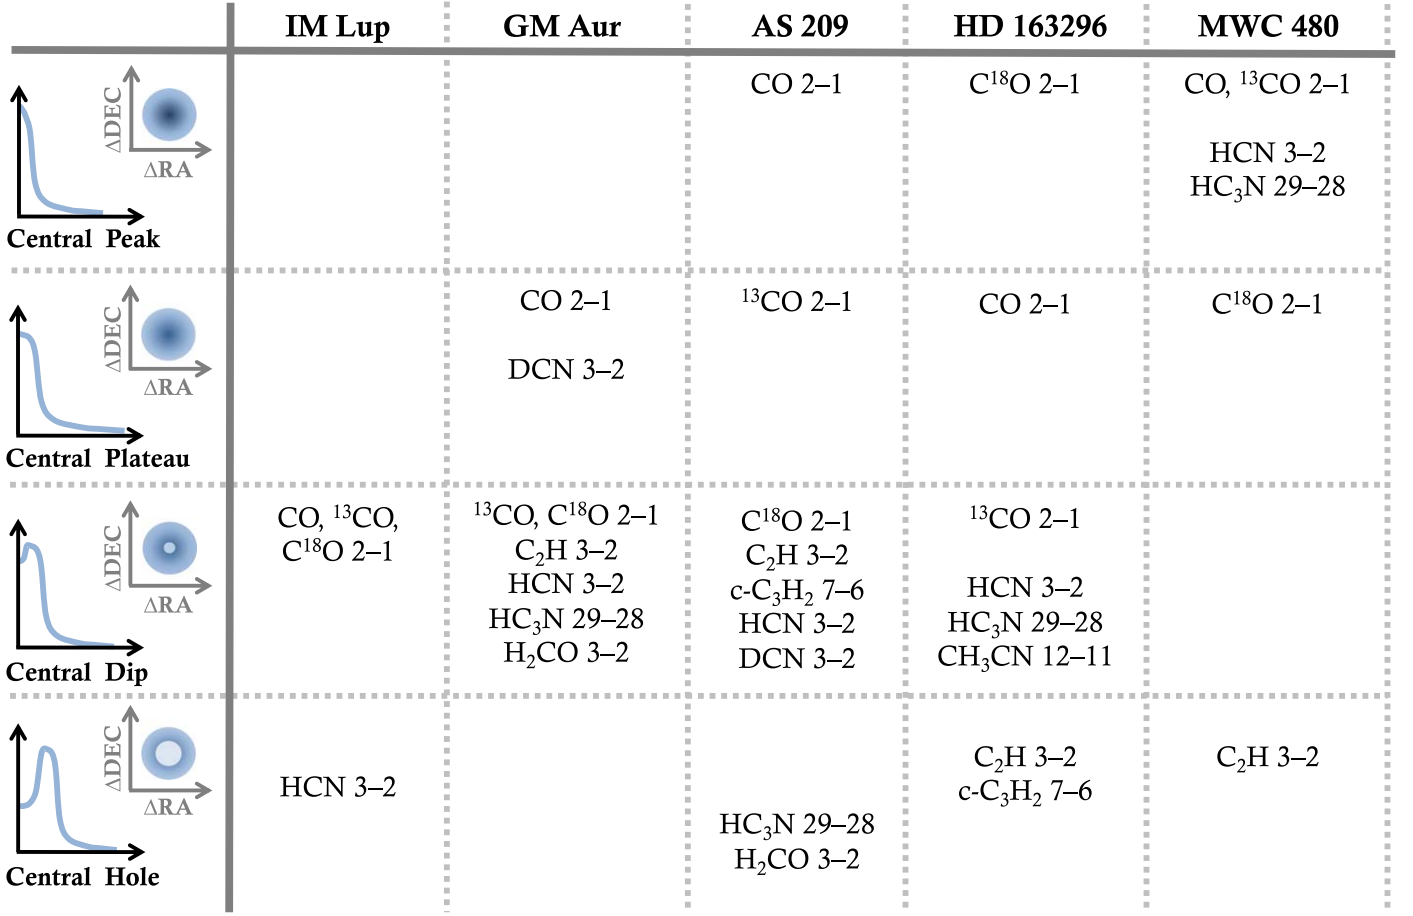 IM Lup GM Aur AS 209 HD 163296 MWC 480
ΔDEC
ΔRA
Central Peak
CO 2–1
C¹⁸O 2–1
CO, ¹³CO 2–1
HCN 3–2
HC₃N 29–28
ΔDEC
ΔRA
Central Plateau
CO 2–1
DCN 3–2
¹³CO 2–1
CO 2–1
C¹⁸O 2–1
ΔDEC
ΔRA
Central Dip
CO, ¹³CO,
C¹⁸O 2–1
¹³CO, C¹⁸O 2–1
C₂H 3–2
HCN 3–2
HC₃N 29–28
H₂CO 3–2
C¹⁸O 2–1
C₂H 3–2
c-C₃H₂ 7–6
HCN 3–2
DCN 3–2
¹³CO 2–1
HCN 3–2
HC₃N 29–28
CH₃CN 12–11
ΔDEC
ΔRA
Central Hole
HCN 3–2
HC₃N 29–28
H₂CO 3–2
C₂H 3–2
c-C₃H₂ 7–6
C₂H 3–2